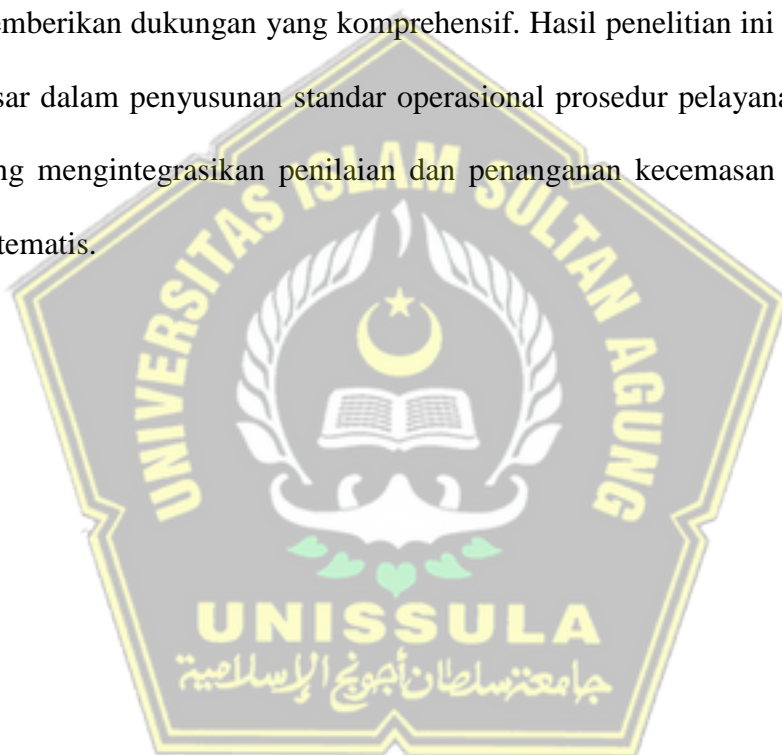 emberikan dukungan yang komprehensif. Hasil penelitian ini
sar dalam penyusunan standar operasional prosedur pelayana
ng mengintegrasikan penilaian dan penanganan kecemasan
tematis.
UNIVERSITAS ISLAM SULTAN AGUNG
UNISSULA
جامعة سلطان أجونج الإسلامية